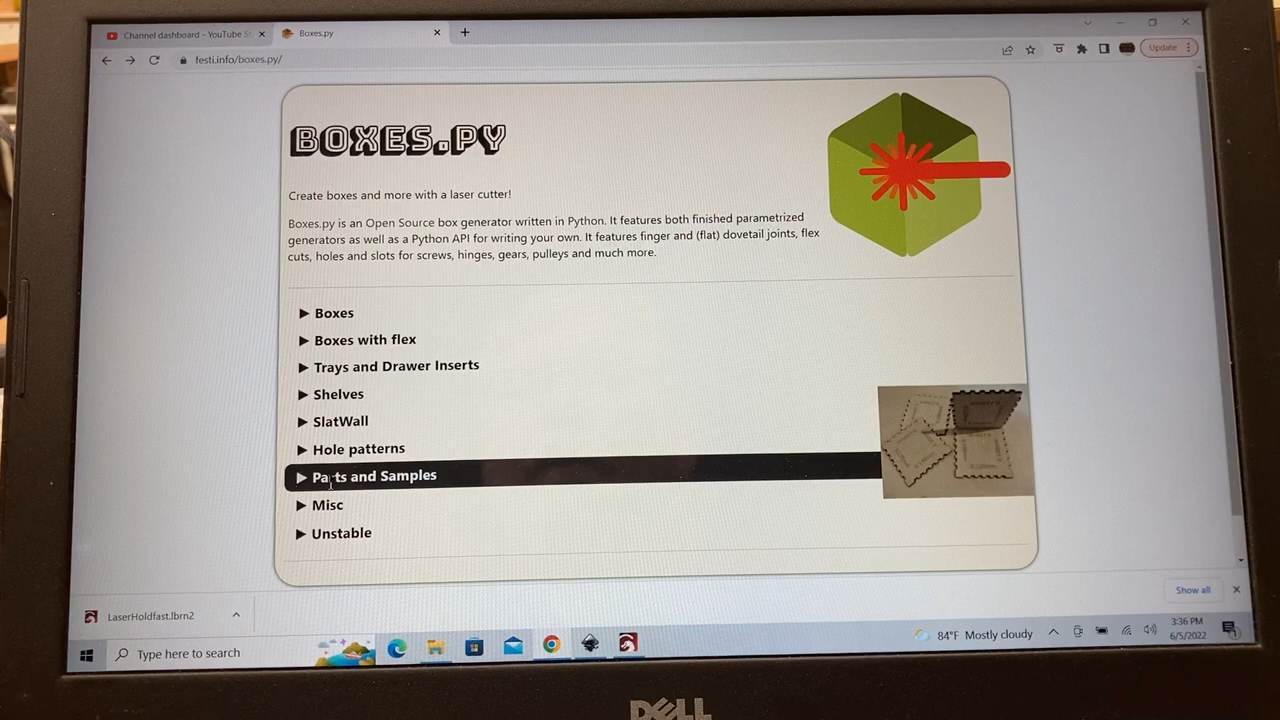 Channel dashboard - YouTube St
Boxes.py
festi.info/boxes.py/
Update
BOXES.PY
Create boxes and more with a laser cutter!
Boxes.py is an Open Source box generator written in Python. It features both finished parametrized
generators as well as a Python API for writing your own. It features finger and (flat) dovetail joints, flex
cuts, holes and slots for screws, hinges, gears, pulleys and much more.
Boxes
Boxes with flex
Trays and Drawer Inserts
Shelves
SlatWall
Hole patterns
Parts and Samples
Misc
Unstable
LaserHoldfast.lbrn2
Show all
Type here to search
84°F Mostly cloudy
3:36 PM
6/5/2022
DELL